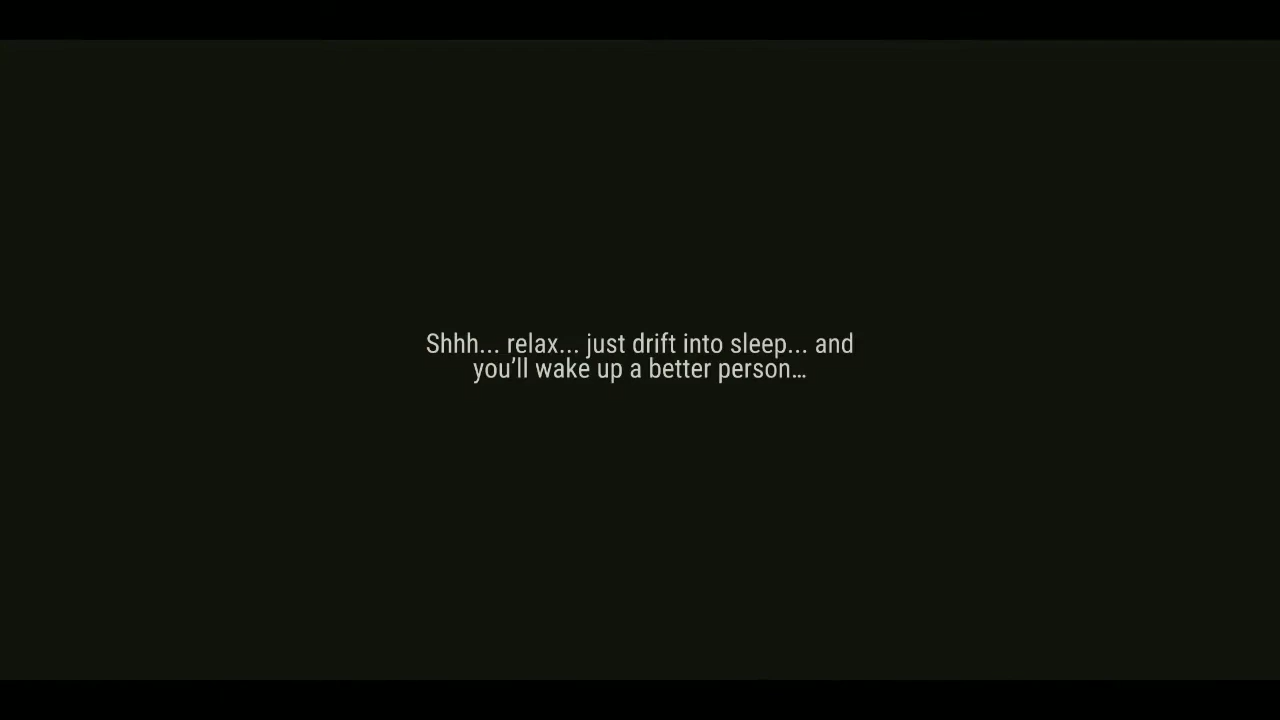 Shhh... relax... just drift into sleep... and
you’ll wake up a better person…